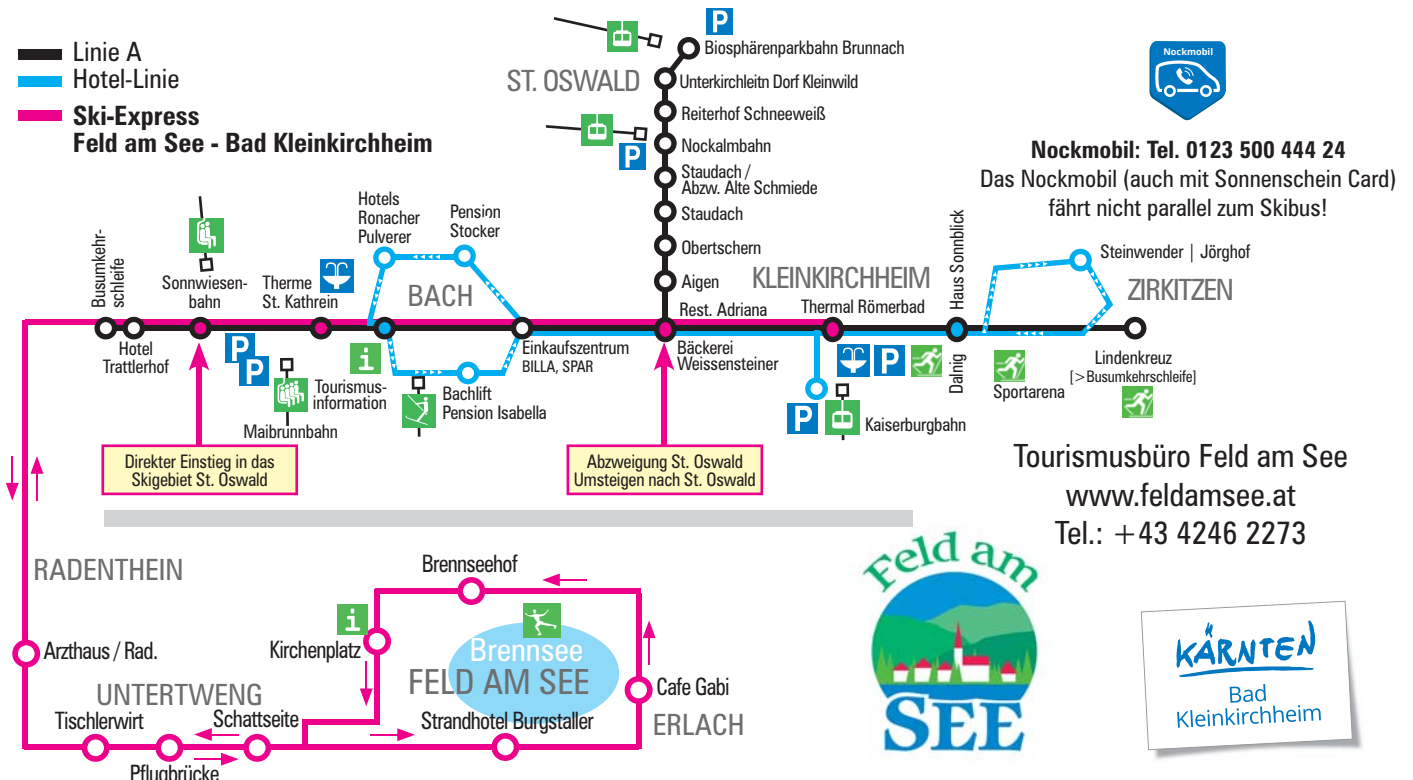 Linie A
Hotel-Linie
Ski-Express
Feld am See - Bad Kleinkirchheim
P
Biosphärenparkbahn Brunnach
ST. OSWALD
Unterkirchleitn Dorf Kleinwild
Reiterhof Schneeweiß
Nockalmbahn
P
Staudach /
Abzw. Alte Schmiede
Staudach
Obertschern
Aigen
Rest. Adriana
Nockmobil
Nockmobil: Tel. 0123 500 444 24
Das Nockmobil (auch mit Sonnenschein Card)
fährt nicht parallel zum Skibus!
Busumkehr-
schleife
Sonnwiesen-
bahn
Therme
St. Kathrein
Hotels
Ronacher
Pulverer
Pension
Stocker
BACH
KLEINKIRCHHEIM
Thermal Römerbad
Haus Sonnblick
Steinwender | Jörghof
ZIRKITZEN
Hotel
Trattlerhof
P
P
i
Tourismus-
information
Maibrunnbahn
Bachlift
Pension Isabella
Einkaufszentrum
BILLA, SPAR
Bäckerei
Weissensteiner
P
P
Kaiserburgbahn
Dalnig
Sportarena
Lindenkreuz
[>Busumkehrschleife]
Direkter Einstieg in das
Skigebiet St. Oswald
Abzweigung St. Oswald
Umsteigen nach St. Oswald
Tourismusbüro Feld am See
www.feldamsee.at
Tel.: +43 4246 2273
RADENTHEIN
Arzthaus / Rad.
UNTERTWENG
Tischlerwirt
Pflugbrücke
Schattseite
i
Kirchenplatz
Brennseehof
Brennsee
FELD AM SEE
Strandhotel Burgstaller
Cafe Gabi
ERLACH
Feld am
SEE
KÄRNTEN
Bad
Kleinkirchheim